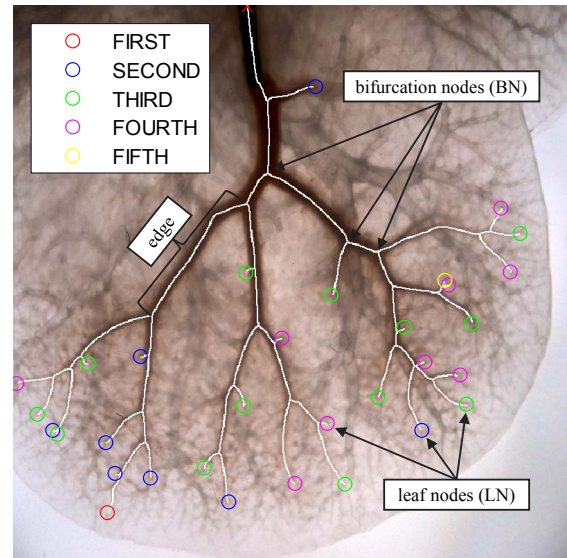 FIRST
SECOND
THIRD
FOURTH
FIFTH
bifurcation nodes (BN)
edge
leaf nodes (LN)